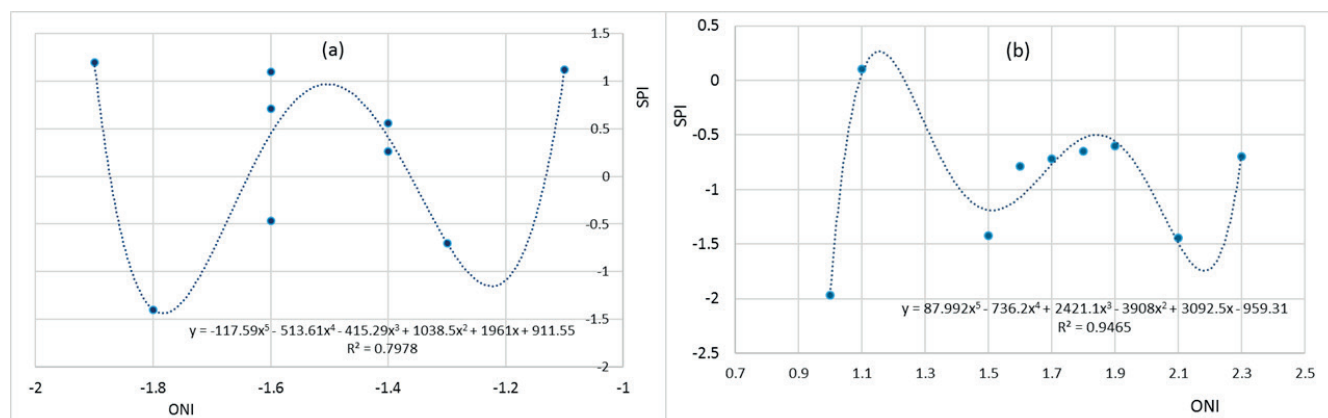 (a)
1.5
1
0.5
0
-0.5
-1
-1.5
-2
SPI
y = -117.59x⁵ - 513.61x⁴ - 415.29x³ + 1038.5x² + 1961x + 911.55
R² = 0.7978
-2 -1.8 -1.6 -1.4 -1.2 -1
ONI
(b)
0.5
0
-0.5
-1
-1.5
-2
-2.5
SPI
y = 87.992x⁵ - 736.2x⁴ + 2421.1x³ - 3908x² + 3092.5x - 959.31
R² = 0.9465
0.7 0.9 1.1 1.3 1.5 1.7 1.9 2.1 2.3 2.5
ONI